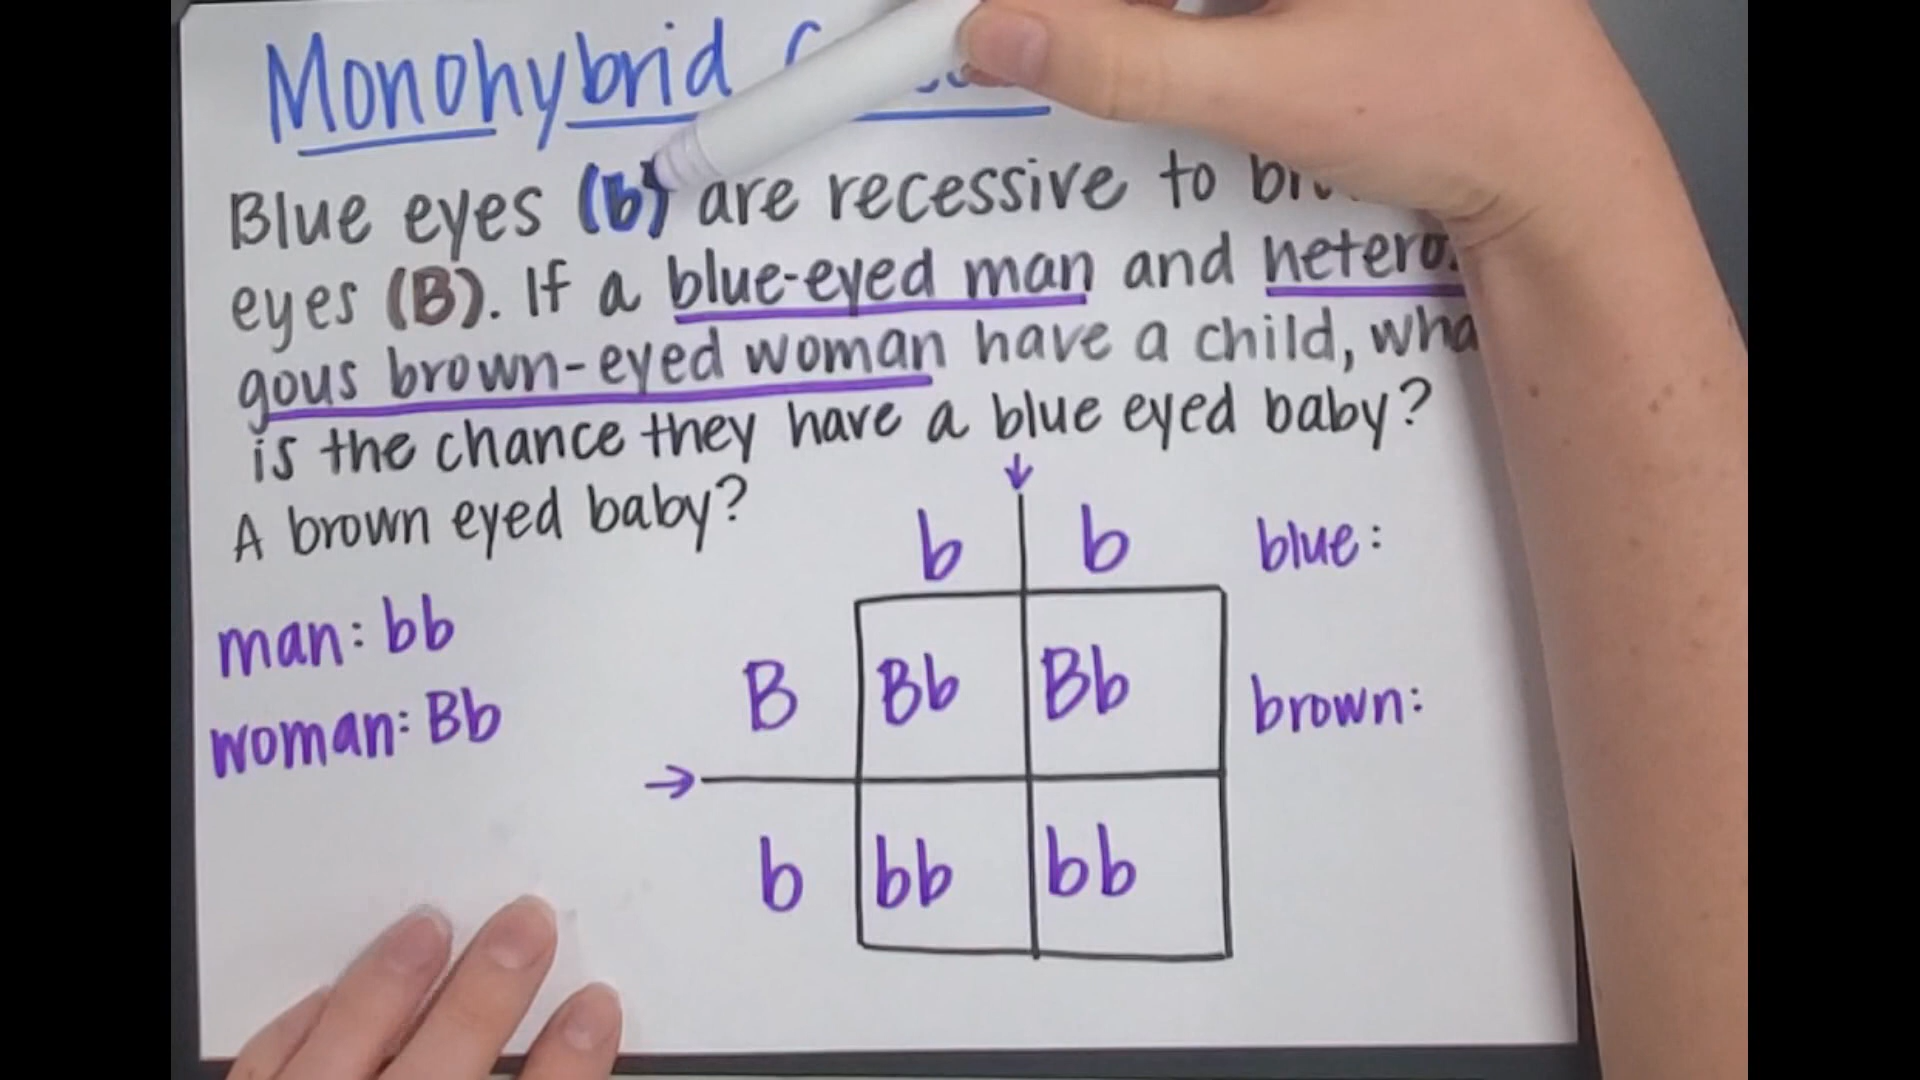 Monohybrid
Blue eyes (b) are recessive to
eyes (B). If a blue-eyed man and
gous brown-eyed woman have a child,
is the chance they have a blue eyed baby?
A brown eyed baby?
b b
blue:
man: bb
B Bb Bb
brown:
woman: Bb
b bb bb